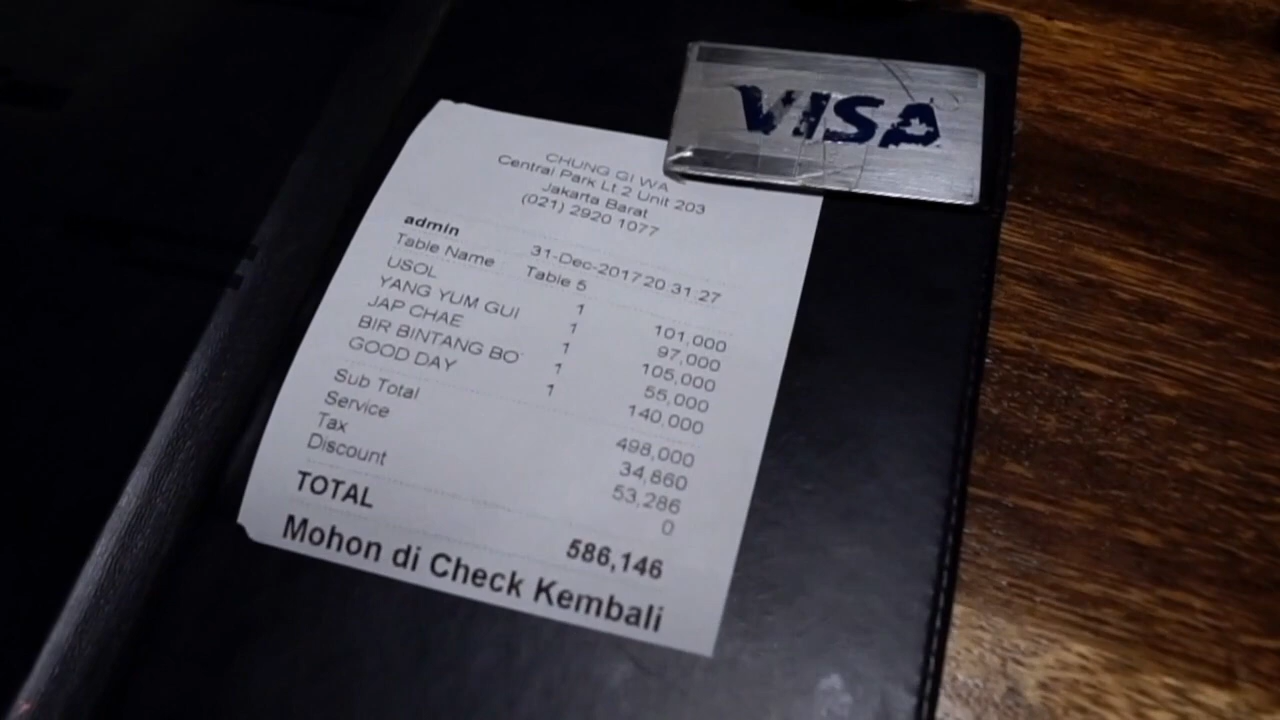 VISA
CHUNG GI WA
Central Park Lt 2 Unit 203
Jakarta Barat
(021) 2920 1077
admin 31-Dec-2017 20:31:27
Table Name Table 5
USOL 1 101,000
YANG YUM GUI 1 97,000
JAP CHAE 1 105,000
BIR BINTANG BO 1 55,000
GOOD DAY 1 140,000
Sub Total 498,000
Service 34,860
Tax 53,286
Discount 0
TOTAL 586,146
Mohon di Check Kembali